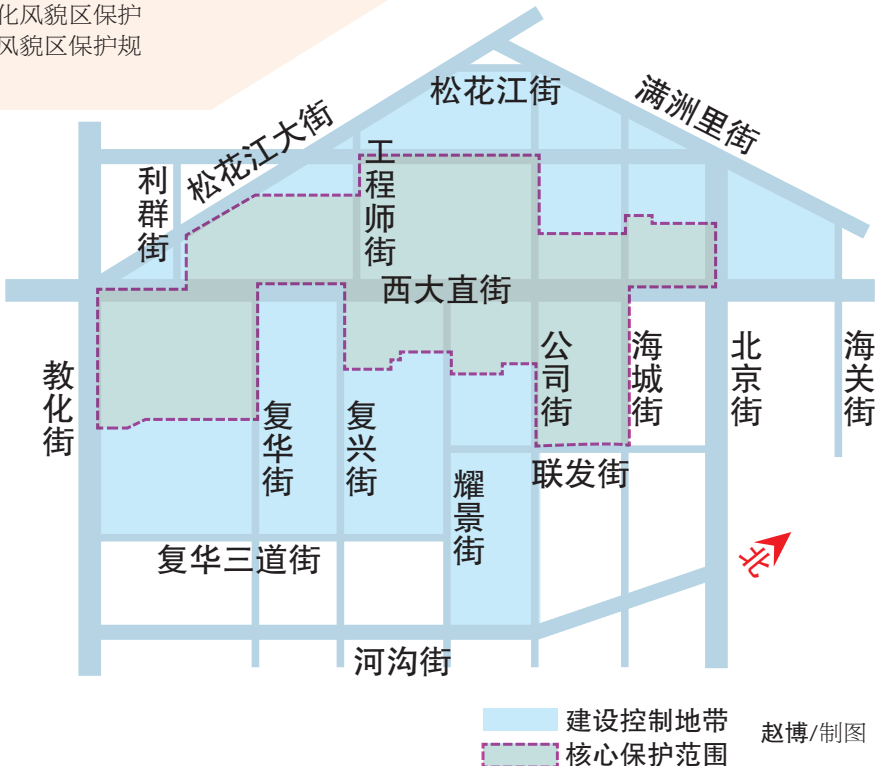 化风貌区保护
风貌区保护规
松花江街
满洲里街
松花江大街
工程师街
利群街
西大直街
教化街
复华街
复兴街
公司街
海城街
北京街
海关街
联发街
耀景街
复华三道街
北
河沟街
建设控制地带
核心保护范围
赵博/制图